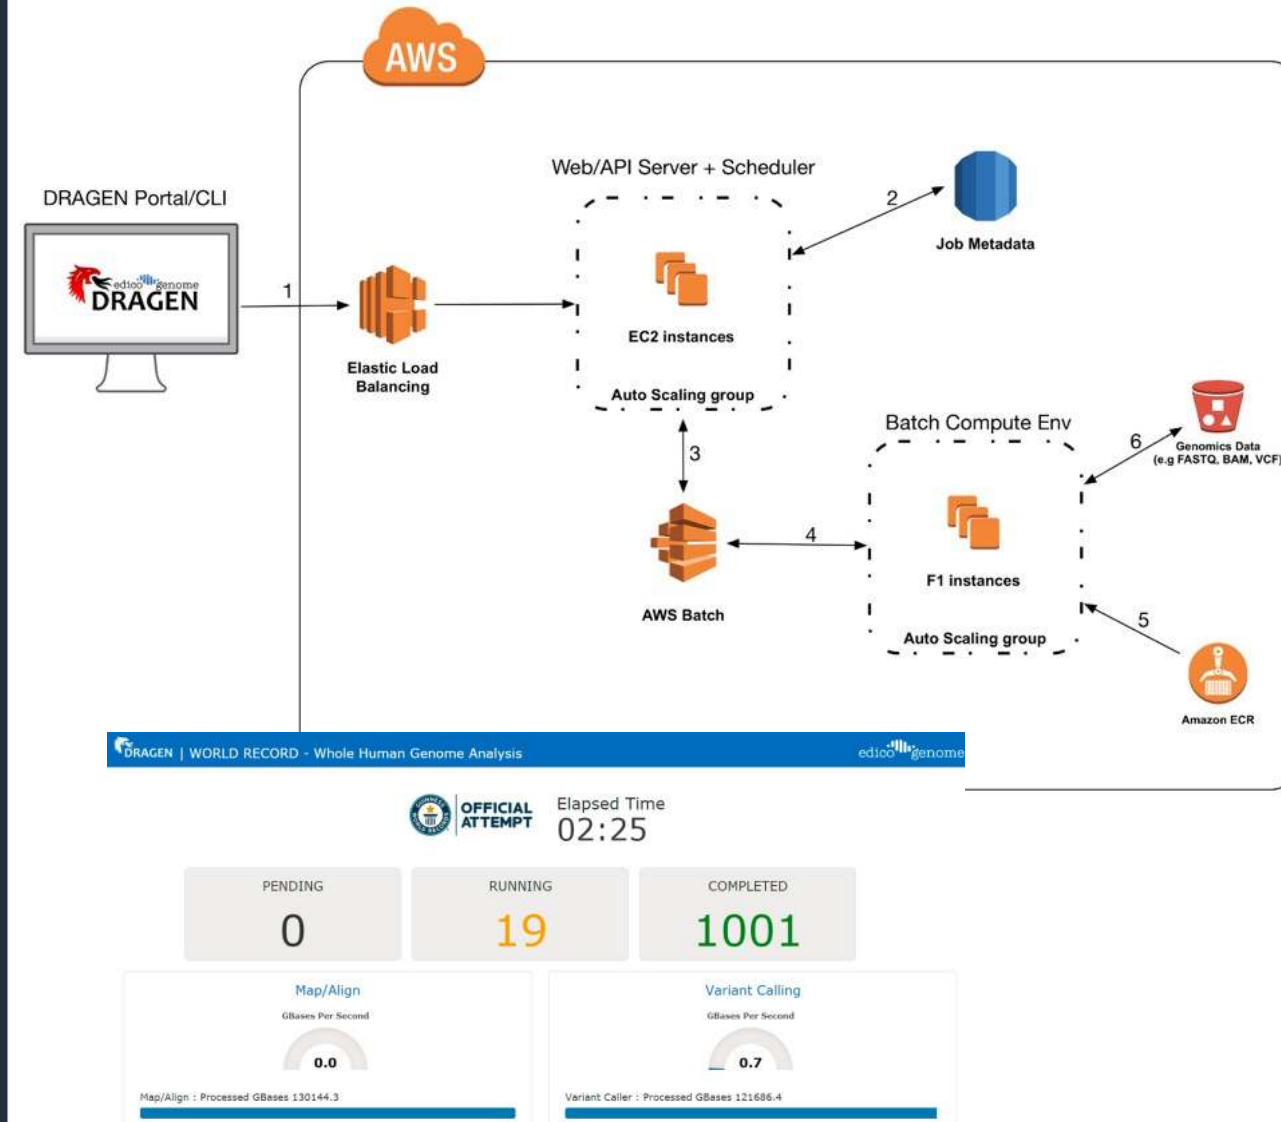 AWS
Web/API Server + Scheduler
DRAGEN Portal/CLI
2
Job Metadata
edico genome
DRAGEN
1
EC2 instances
Elastic Load
Balancing
Auto Scaling group
Batch Compute Env
3
6
Genomics Data
(e.g FASTQ, BAM, VCF)
4
F1 instances
AWS Batch
5
Auto Scaling group
Amazon ECR
DRAGEN | WORLD RECORD - Whole Human Genome Analysis
edico genome
GUINNESS WORLD RECORDS
OFFICIAL
ATTEMPT
Elapsed Time
02:25
PENDING
0
RUNNING
19
COMPLETED
1001
Map/Align
GBases Per Second
0.0
Map/Align : Processed GBases 130144.3
Variant Calling
GBases Per Second
0.7
Variant Caller : Processed GBases 121686.4